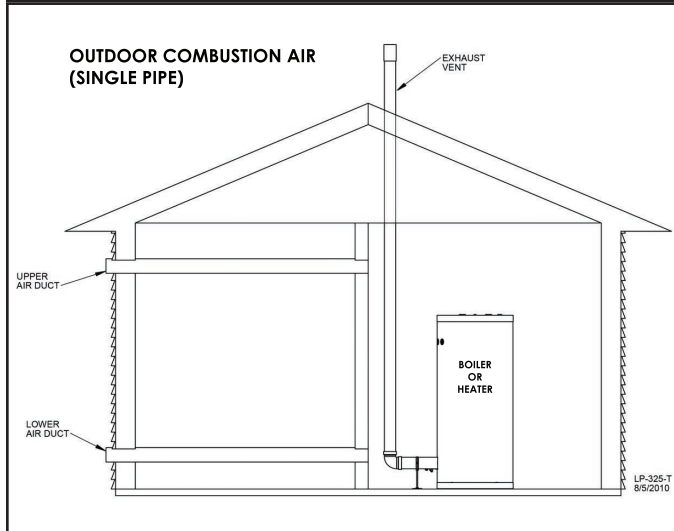 OUTDOOR COMBUSTION AIR
(SINGLE PIPE)
EXHAUST
VENT
UPPER
AIR DUCT
BOILER
OR
HEATER
LOWER
AIR DUCT
LP-325-T
8/5/2010